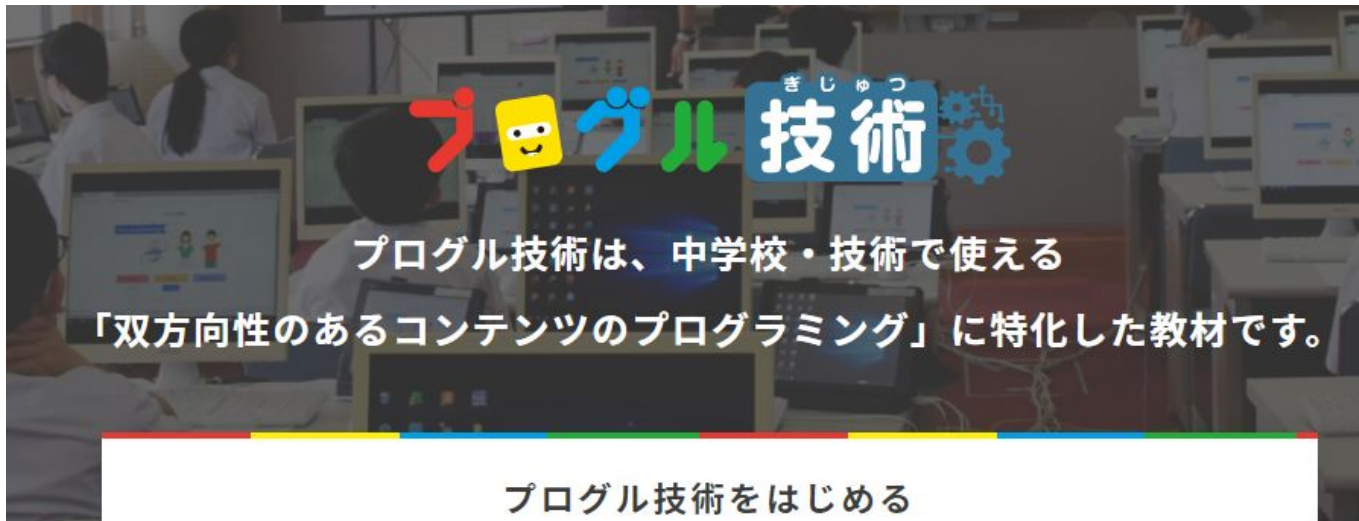 ぎじゅつ
プログル技術
プログル技術は、中学校・技術で使える
「双方向性のあるコンテンツのプログラミング」に特化した教材です。
プログル技術をはじめる